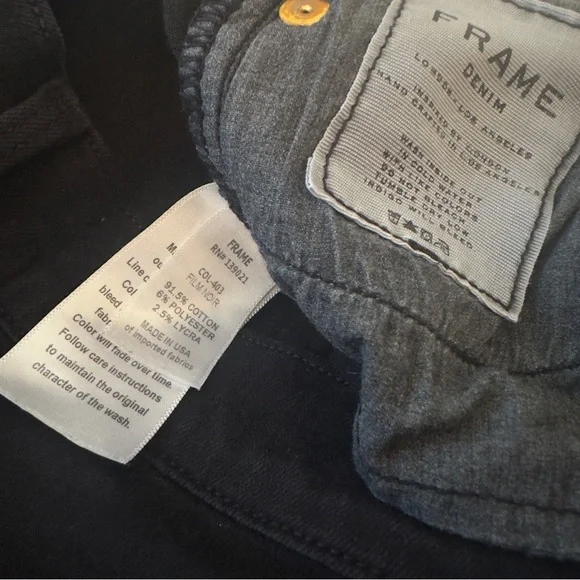 FRAME
DENIM
LONDON - LOS ANGELES
INSPIRED BY LONDON
HAND CRAFTED IN LOS ANGELES
WASH INSIDE OUT
IN COLD WATER
WITH LIKE COLORS
DO NOT BLEACH
TUMBLE DRY LOW
INDIGO WILL BLEED
FRAME
RN# 139021
COL-403
FILM NOIR
91.5% COTTON
6% POLYESTER
2.5% LYCRA
MADE IN USA
of imported fabrics
Line
bleed
Color will fade over time.
Follow care instructions
to maintain the original
character of the wash.